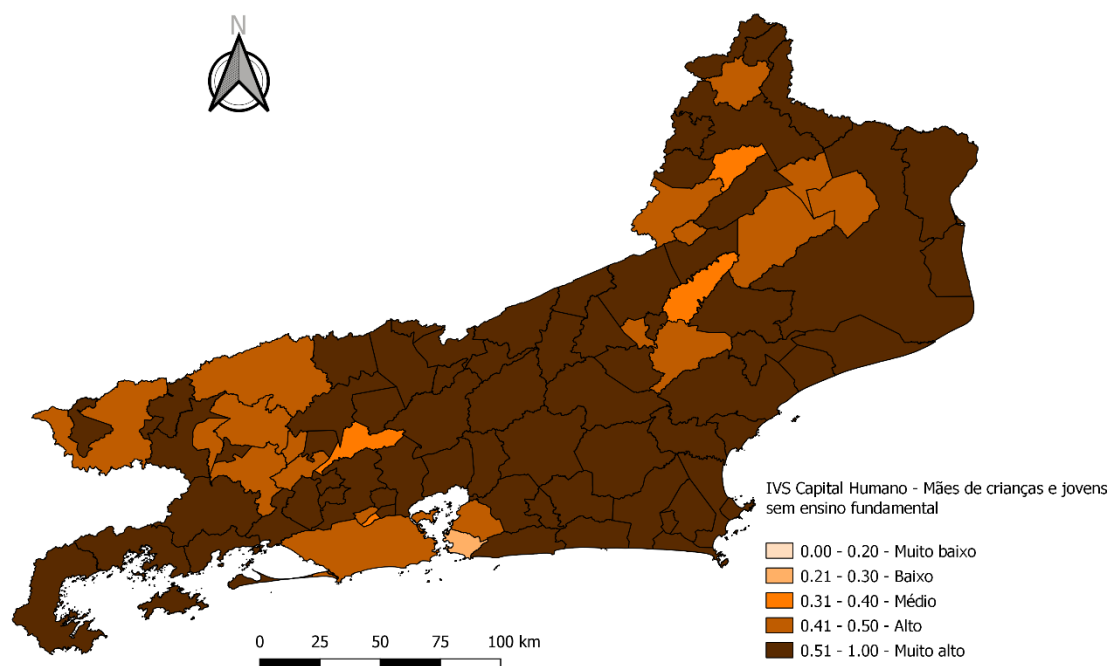 N
IVS Capital Humano - Mães de crianças e jovens
sem ensino fundamental
0.00 - 0.20 - Muito baixo
0.21 - 0.30 - Baixo
0.31 - 0.40 - Médio
0.41 - 0.50 - Alto
0.51 - 1.00 - Muito alto
0 25 50 75 100 km